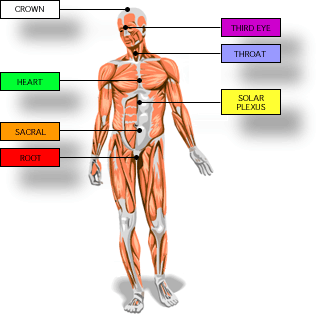 CROWN
THIRD EYE
THROAT
HEART
SOLAR
PLEXUS
SACRAL
ROOT